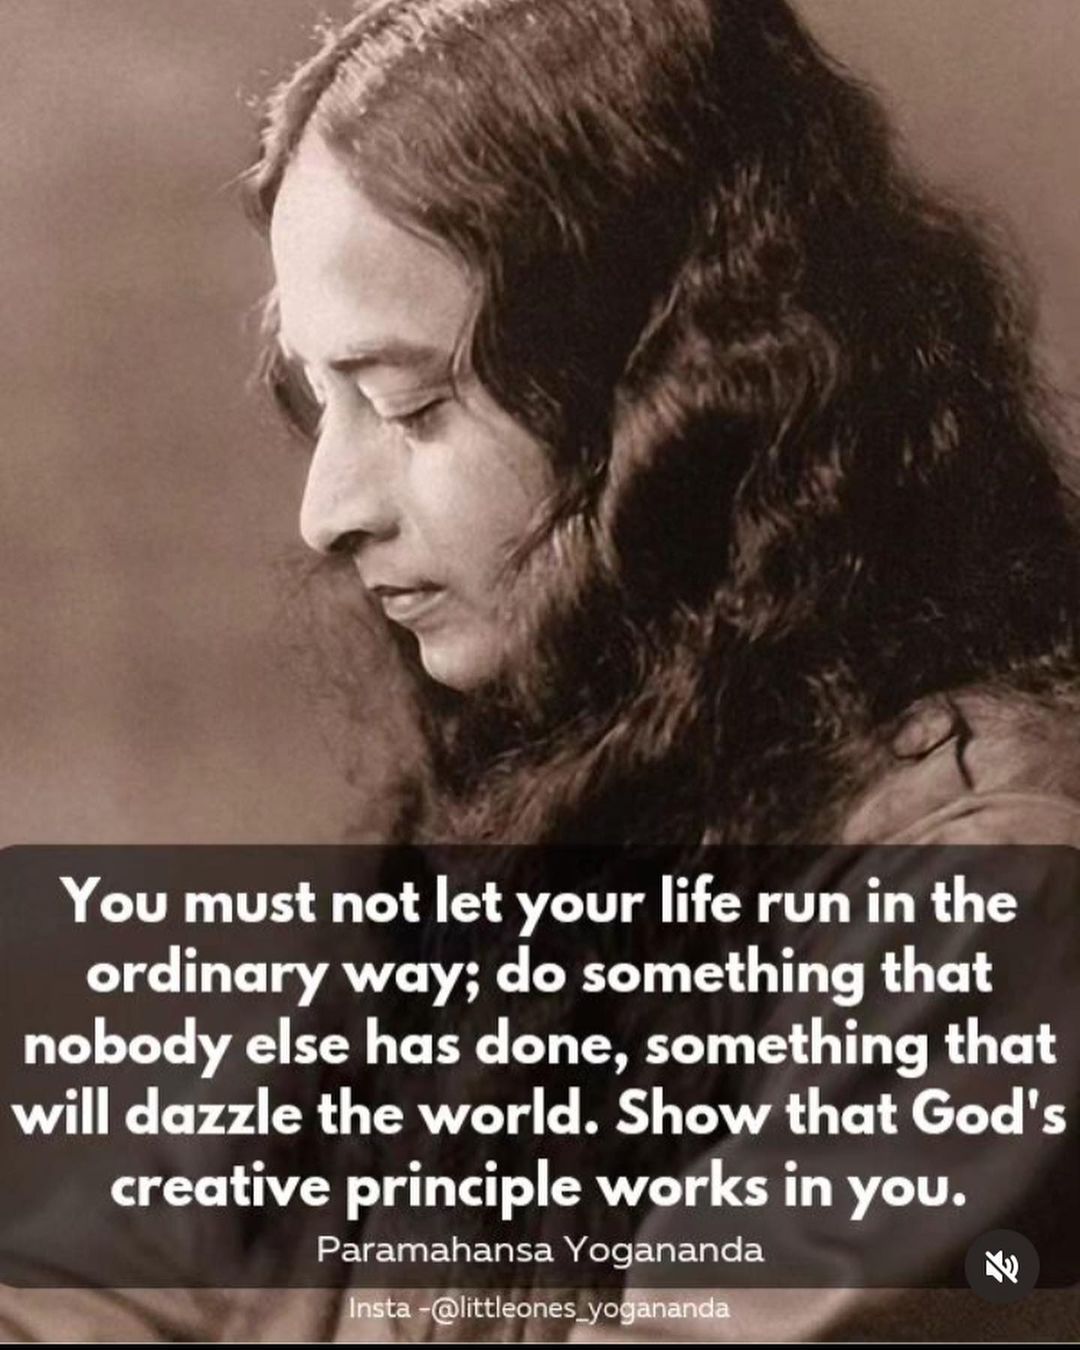 You must not let your life run in the
ordinary way; do something that
nobody else has done, something that
will dazzle the world. Show that God's
creative principle works in you.
Paramahansa Yogananda
Insta -@littleones_yogananda